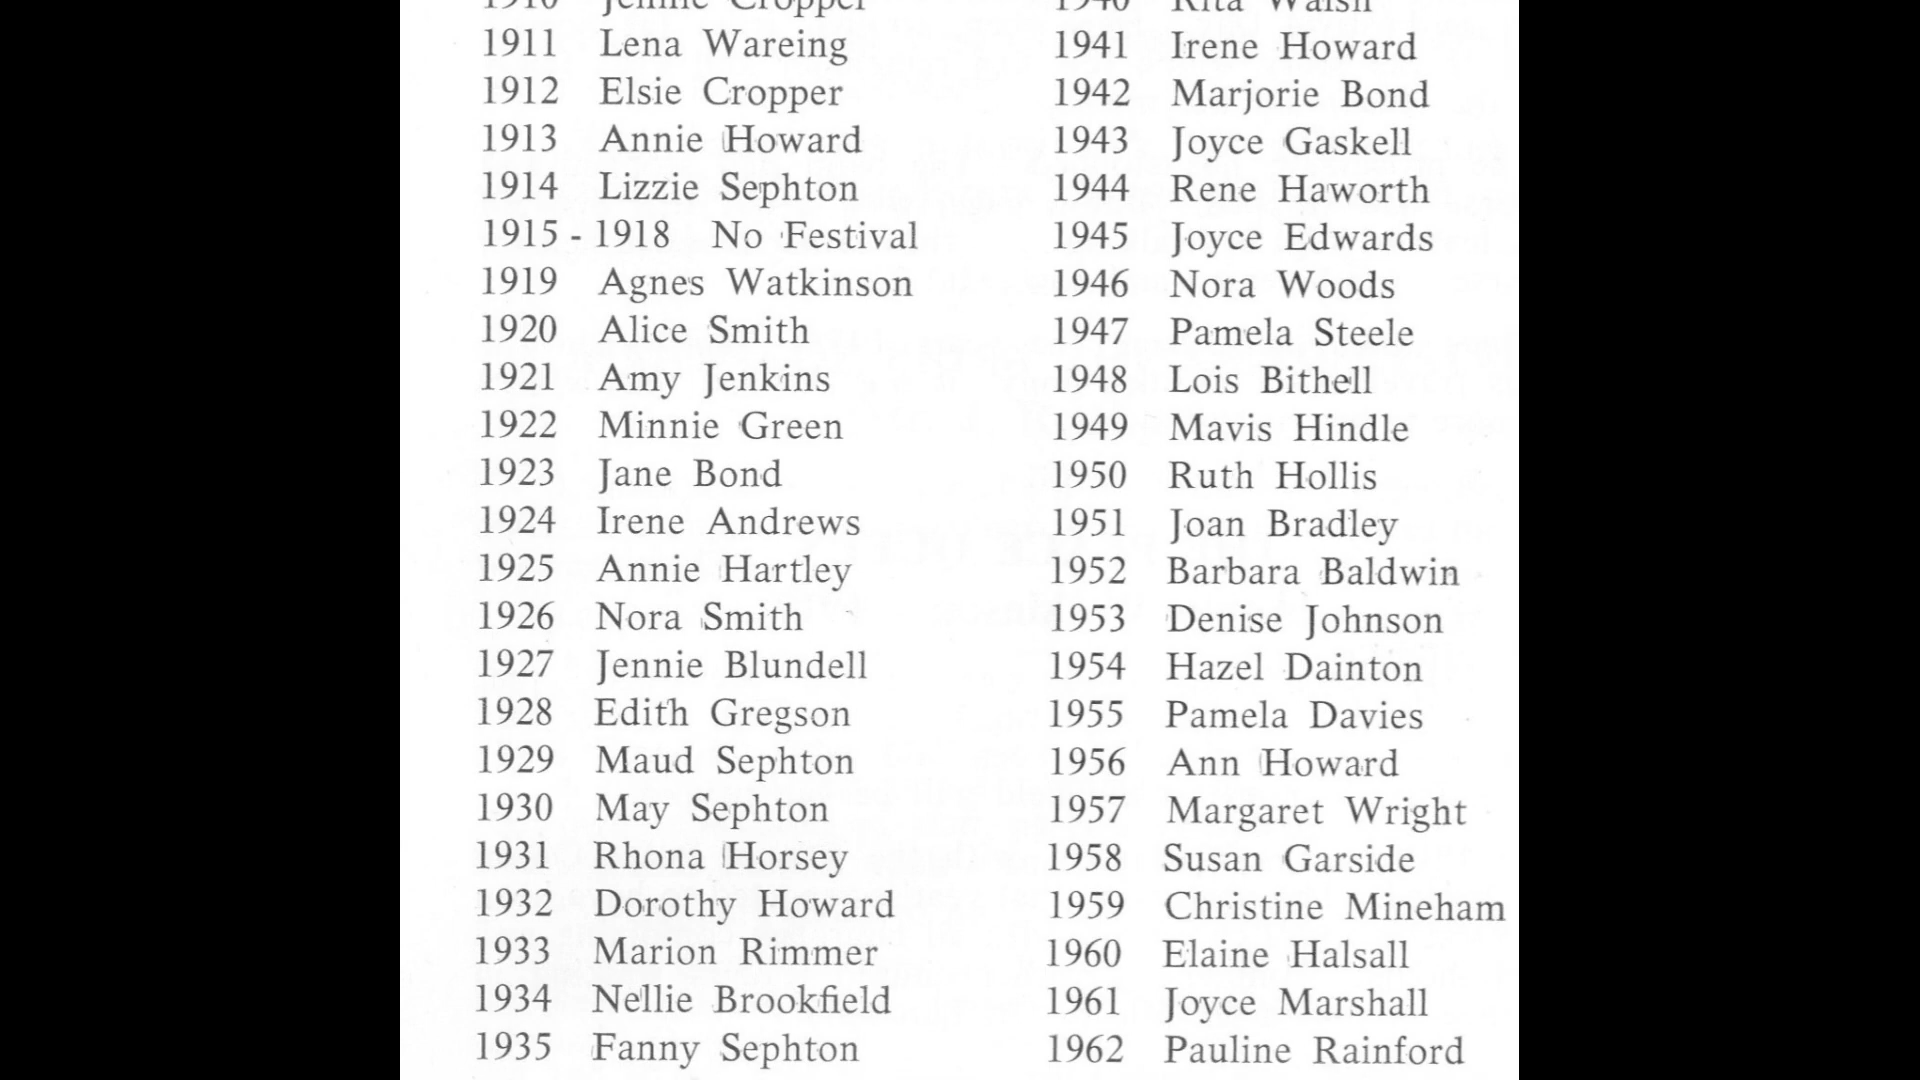 1910 Jennie Cropper
1911 Lena Wareing
1912 Elsie Cropper
1913 Annie Howard
1914 Lizzie Sephton
1915 - 1918 No Festival
1919 Agnes Watkinson
1920 Alice Smith
1921 Amy Jenkins
1922 Minnie Green
1923 Jane Bond
1924 Irene Andrews
1925 Annie Hartley
1926 Nora Smith
1927 Jennie Blundell
1928 Edith Gregson
1929 Maud Sephton
1930 May Sephton
1931 Rhona Horsey
1932 Dorothy Howard
1933 Marion Rimmer
1934 Nellie Brookfield
1935 Fanny Sephton
1940 Rita Walsh
1941 Irene Howard
1942 Marjorie Bond
1943 Joyce Gaskell
1944 Rene Haworth
1945 Joyce Edwards
1946 Nora Woods
1947 Pamela Steele
1948 Lois Bithell
1949 Mavis Hindle
1950 Ruth Hollis
1951 Joan Bradley
1952 Barbara Baldwin
1953 Denise Johnson
1954 Hazel Dainton
1955 Pamela Davies
1956 Ann Howard
1957 Margaret Wright
1958 Susan Garside
1959 Christine Mineham
1960 Elaine Halsall
1961 Joyce Marshall
1962 Pauline Rainford